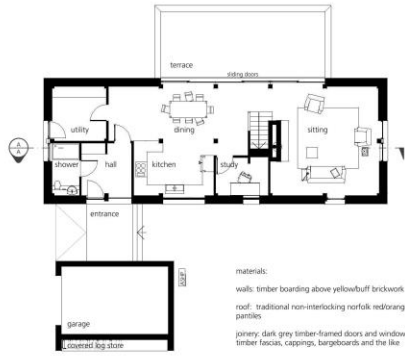 terrace
sliding doors
utility
dining
sitting
A
A
shower
hall
kitchen
study
entrance
garage
covered log store
materials:
walls: timber boarding above yellow/buff brickwork
roof: traditional non-interlocking norfolk red/orang
pantiles
joinery: dark grey timber-framed doors and window
timber fascias, cappings, bargeboards and the like